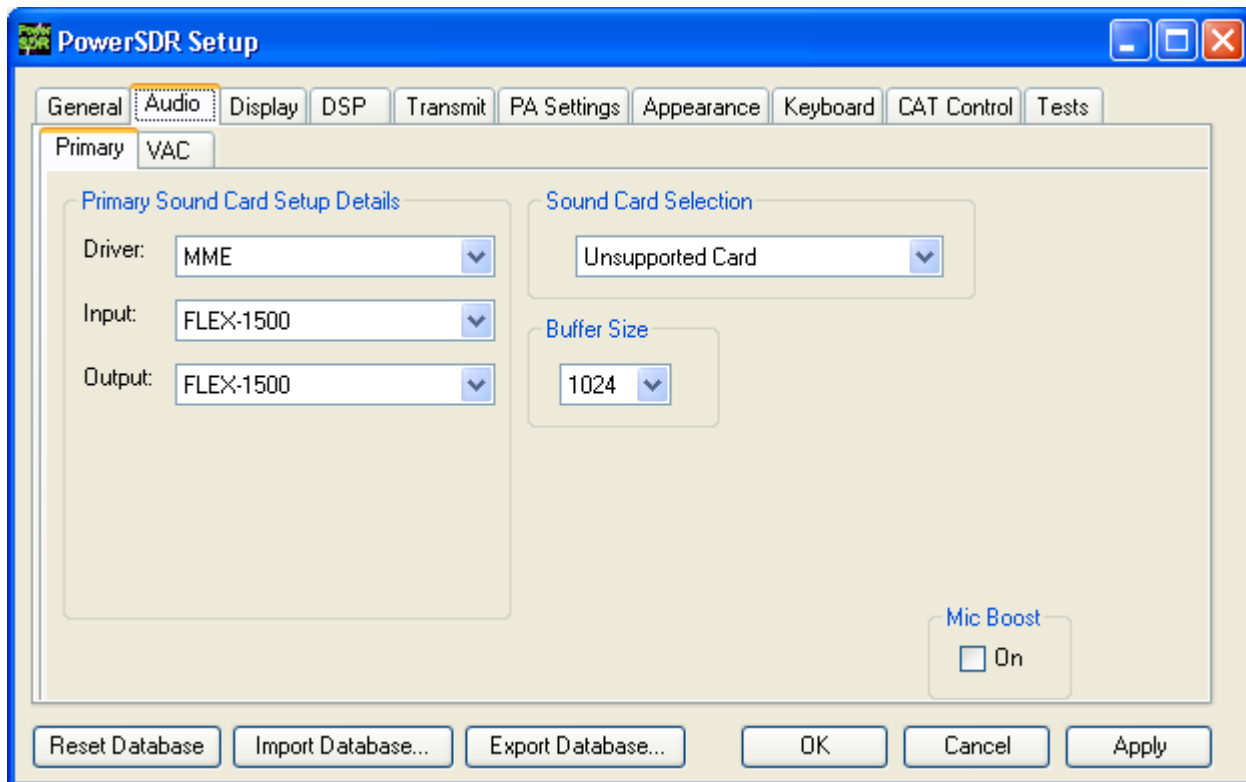 Power SDR PowerSDR Setup
General Audio Display DSP Transmit PA Settings Appearance Keyboard CAT Control Tests
Primary VAC
Primary Sound Card Setup Details
Driver: MME
Input: FLEX-1500
Output: FLEX-1500
Sound Card Selection
Unsupported Card
Buffer Size
1024
Mic Boost
On
Reset Database Import Database... Export Database... OK Cancel Apply